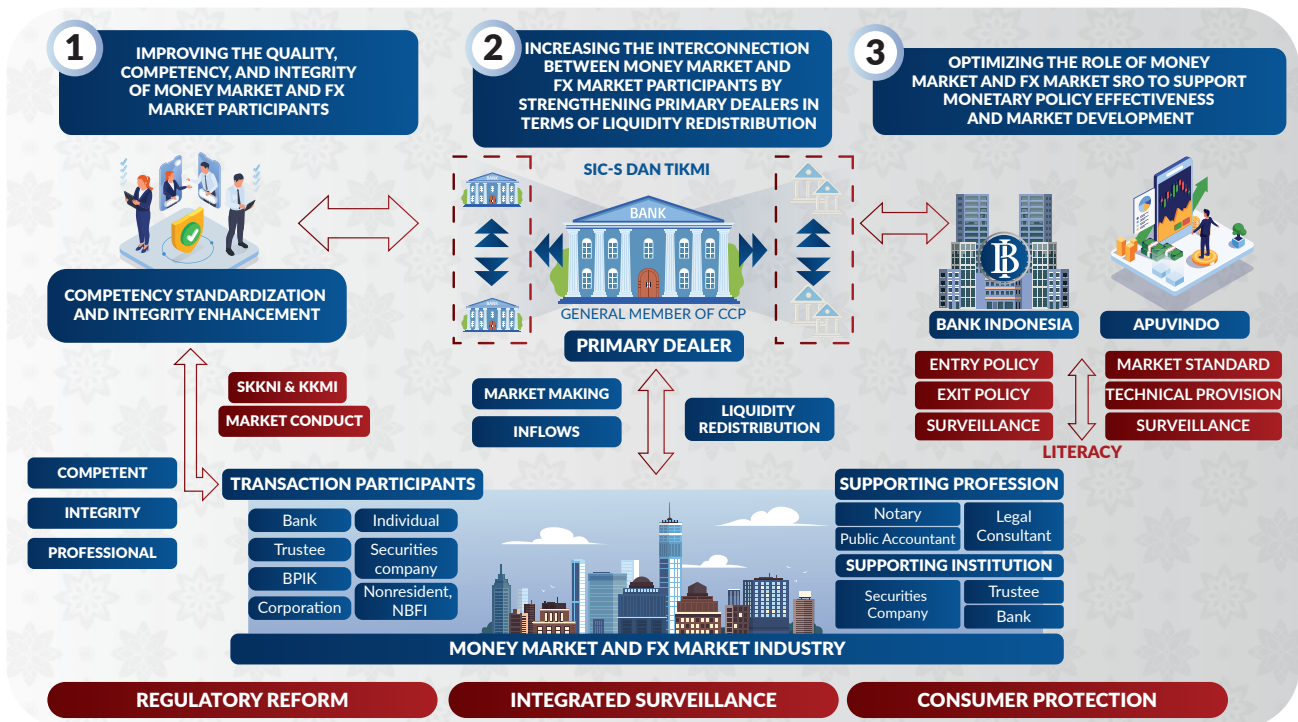 1
IMPROVING THE QUALITY,
COMPETENCY, AND INTEGRITY
OF MONEY MARKET AND FX
MARKET PARTICIPANTS
2
INCREASING THE INTERCONNECTION
BETWEEN MONEY MARKET AND
FX MARKET PARTICIPANTS BY
STRENGTHENING PRIMARY DEALERS IN
TERMS OF LIQUIDITY REDISTRIBUTION
3
OPTIMIZING THE ROLE OF MONEY
MARKET AND FX MARKET SRO TO SUPPORT
MONETARY POLICY EFFECTIVENESS
AND MARKET DEVELOPMENT
COMPETENCY STANDARDIZATION
AND INTEGRITY ENHANCEMENT
SKKNI & KKMI
MARKET CONDUCT
COMPETENT
INTEGRITY
PROFESSIONAL
SIC-S DAN TIKMI
BANK
BANK
BANK
GENERAL MEMBER OF CCP
PRIMARY DEALER
MARKET MAKING
INFLOWS
LIQUIDITY
REDISTRIBUTION
BANK INDONESIA
APUVINDO
ENTRY POLICY
EXIT POLICY
SURVEILLANCE
MARKET STANDARD
TECHNICAL PROVISION
SURVEILLANCE
LITERACY
TRANSACTION PARTICIPANTS
Bank
Trustee
BPIK
Corporation
Individual
Securities
company
Nonresident,
NBFI
SUPPORTING PROFESSION
Notary
Public Accountant
Legal
Consultant
SUPPORTING INSTITUTION
Securities
Company
Trustee
Bank
MONEY MARKET AND FX MARKET INDUSTRY
REGULATORY REFORM
INTEGRATED SURVEILLANCE
CONSUMER PROTECTION